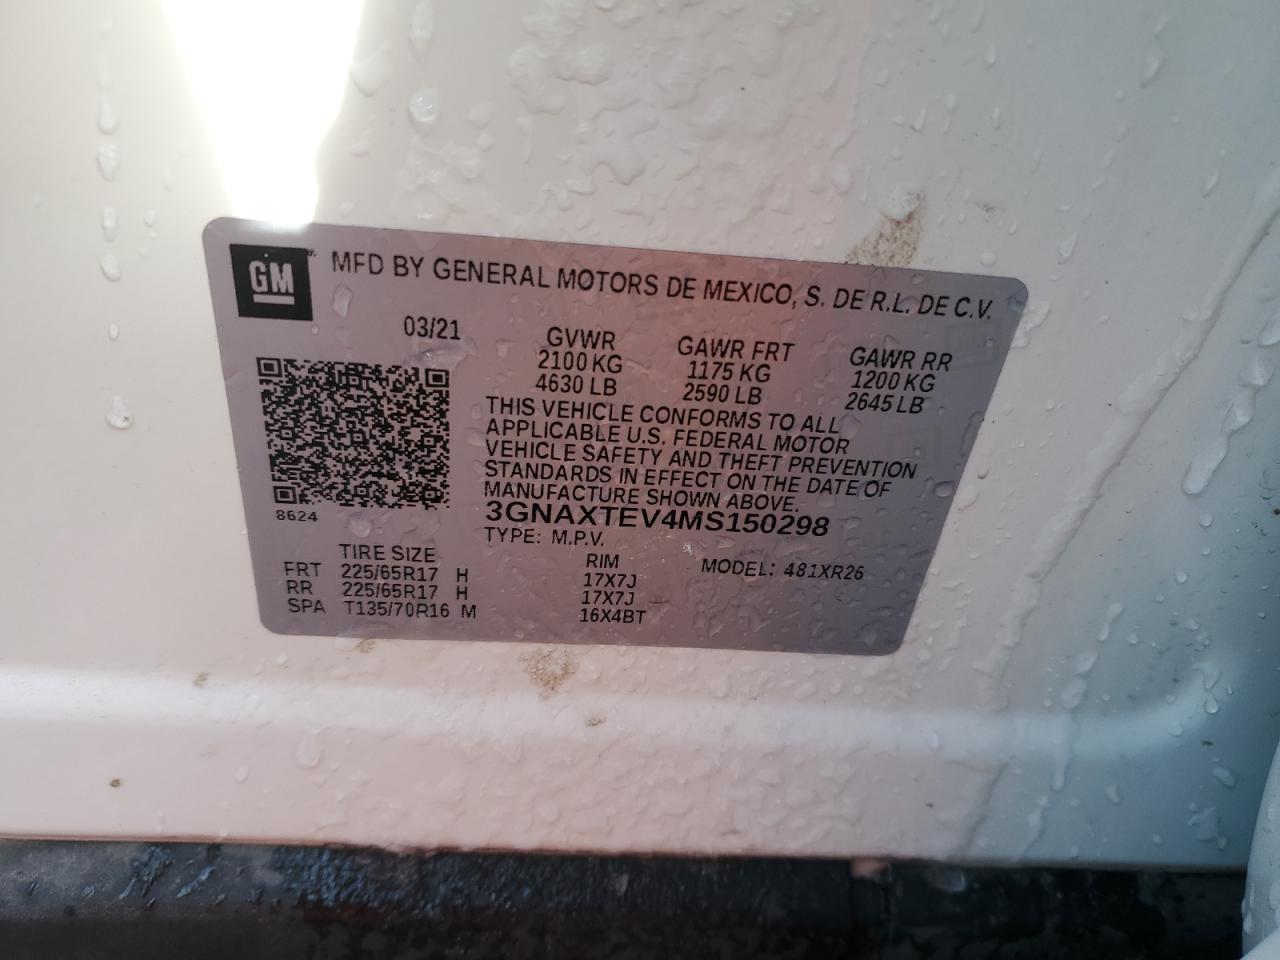 GM MFD BY GENERAL MOTORS DE MEXICO, S. DE R.L. DE C.V.
03/21
GVWR
2100 KG
4630 LB
GAWR FRT
1175 KG
2590 LB
GAWR RR
1200 KG
2645 LB
THIS VEHICLE CONFORMS TO ALL
APPLICABLE U.S. FEDERAL MOTOR
VEHICLE SAFETY AND THEFT PREVENTION
STANDARDS IN EFFECT ON THE DATE OF
MANUFACTURE SHOWN ABOVE.
8624
3GNAXTEV4MS150298
TYPE: M.P.V.
TIRE SIZE RIM MODEL: 481XR26
FRT 225/65R17 H 17X7J
RR 225/65R17 H 17X7J
SPA T135/70R16 M 16X4BT